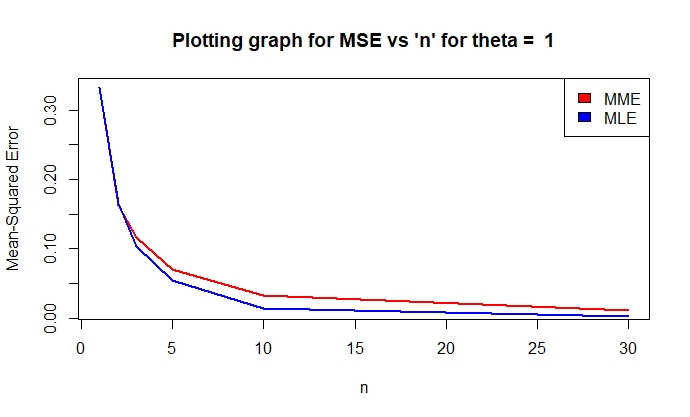 Plotting graph for MSE vs 'n' for theta =  1
MME
MLE
Mean-Squared Error
0.30
0.20
0.10
0.00
0 5 10 15 20 25 30
n